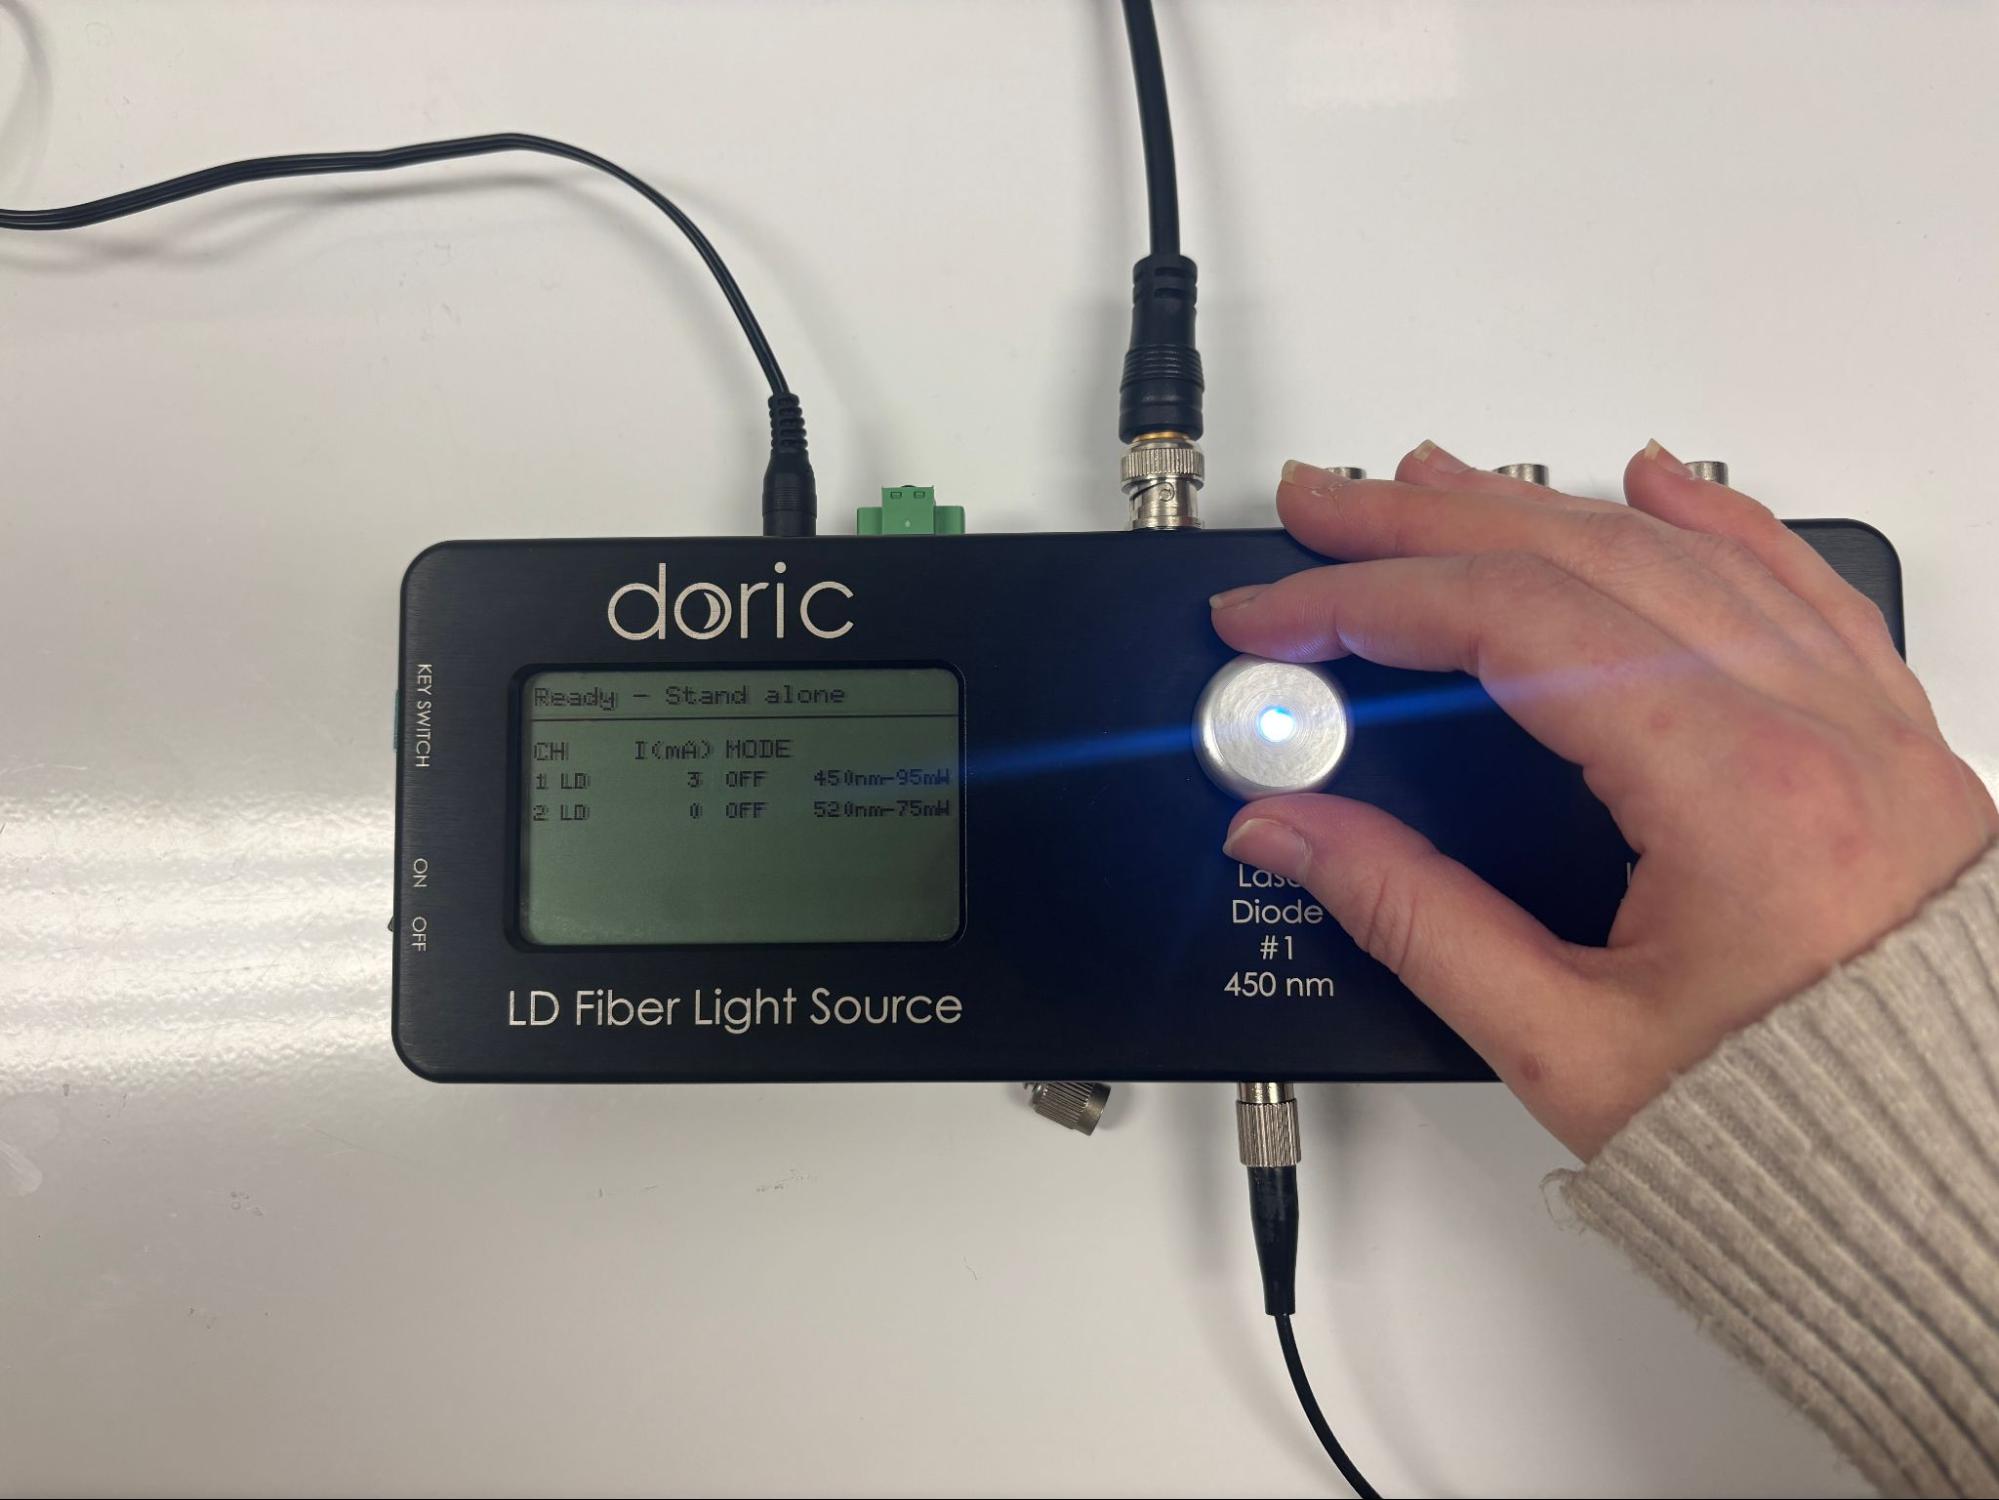 doric
Ready - Stand alone
CH I(mA) MODE
1 LD 3 OFF 450nm-95mW
2 LD 0 OFF 520nm-75mW
LD Fiber Light Source
KEY SWITCH
ON
OFF
Diode
#1
450 nm